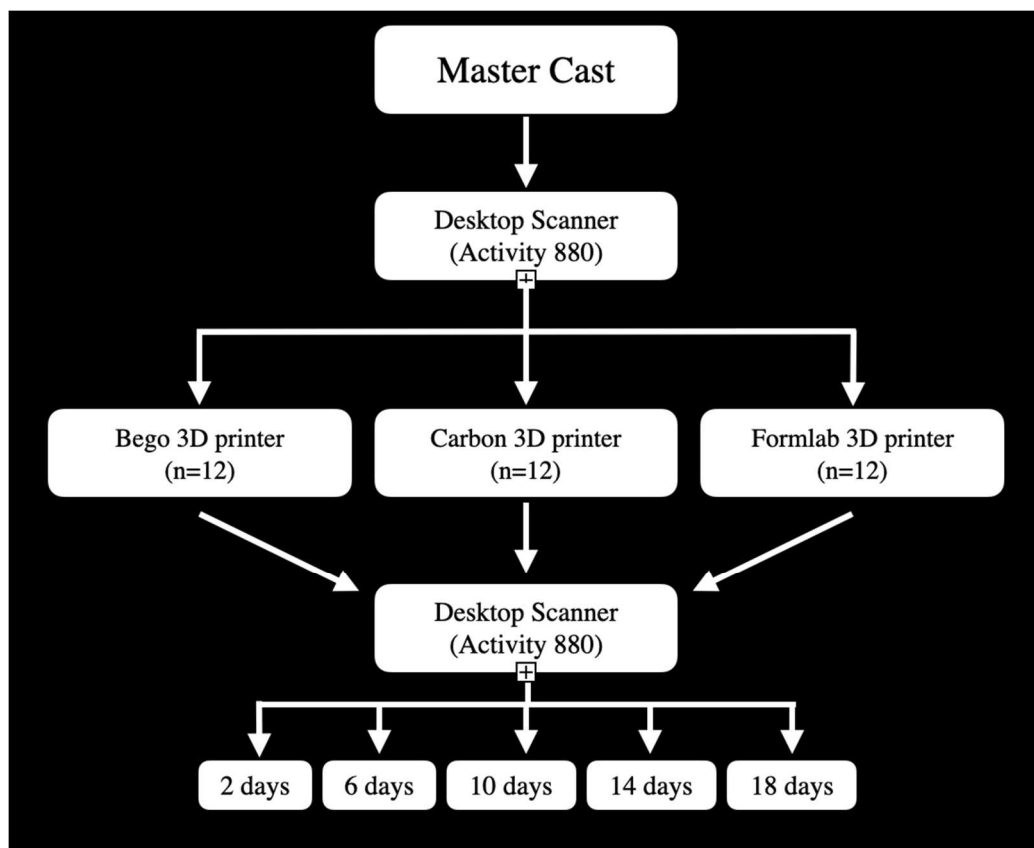 Master Cast
Desktop Scanner
(Activity 880)
Bego 3D printer
(n=12)
Carbon 3D printer
(n=12)
Formlab 3D printer
(n=12)
Desktop Scanner
(Activity 880)
2 days
6 days
10 days
14 days
18 days